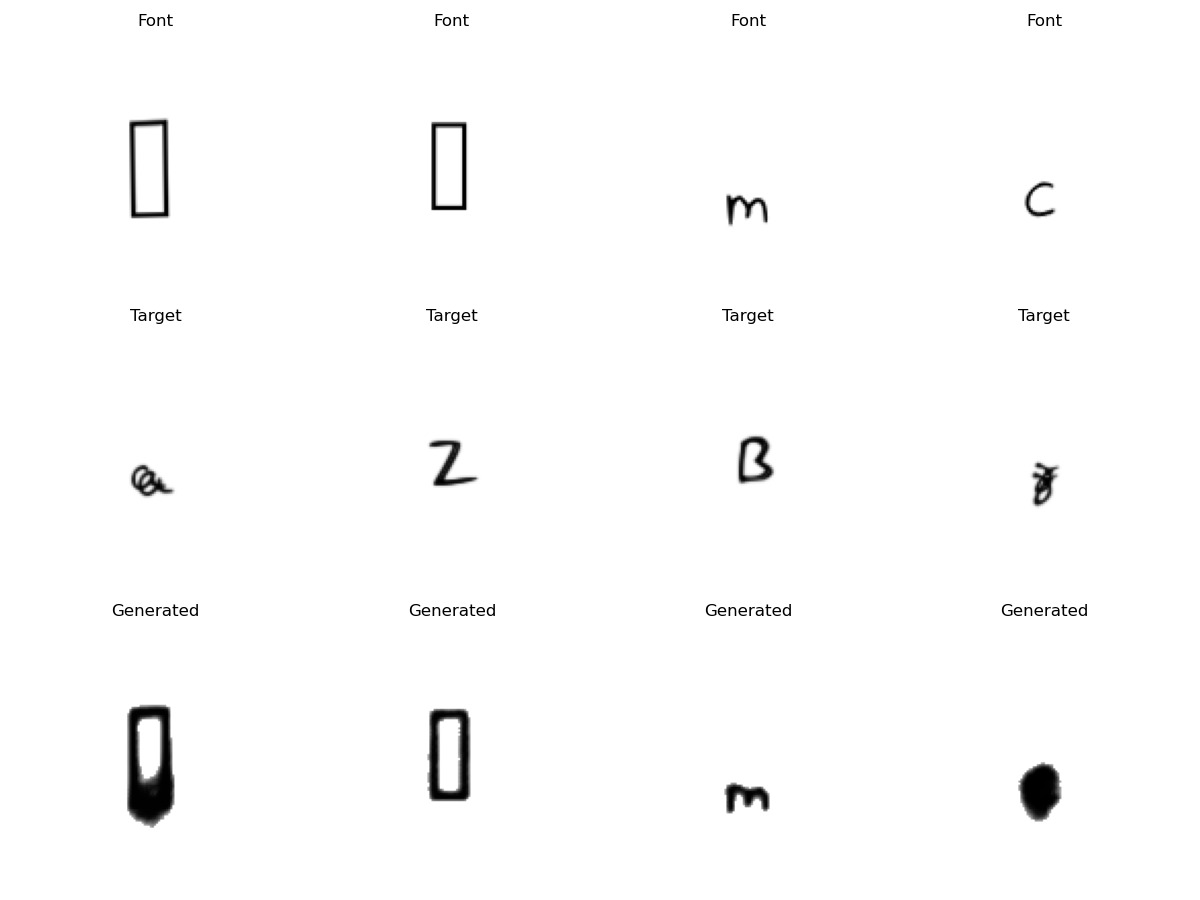 Font Font Font Font
m c
Target Target Target Target
a Z B
Generated Generated Generated Generated
m